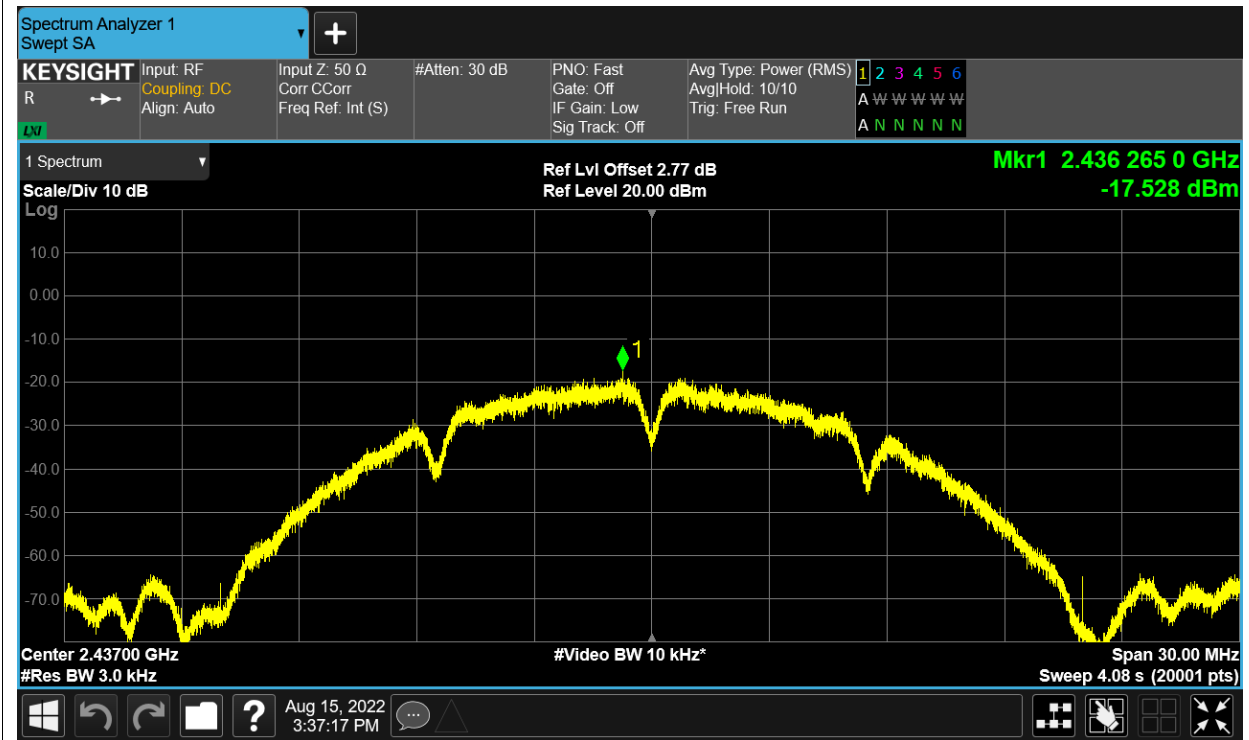 Spectrum Analyzer 1
Swept SA
KEYSIGHT
R
LXI
Input: RF
Coupling: DC
Align: Auto
Input Z: 50 Ω
Corr CCorr
Freq Ref: Int (S)
#Atten: 30 dB
PNO: Fast
Gate: Off
IF Gain: Low
Sig Track: Off
Avg Type: Power (RMS)
Avg|Hold: 10/10
Trig: Free Run
1 2 3 4 5 6
A W W W W W
A N N N N N
1 Spectrum
Scale/Div 10 dB
Log
Ref Lvl Offset 2.77 dB
Ref Level 20.00 dBm
Mkr1 2.436 265 0 GHz
-17.528 dBm
10.0
0.00
-10.0
1
-20.0
-30.0
-40.0
-50.0
-60.0
-70.0
Center 2.43700 GHz
#Video BW 10 kHz*
Span 30.00 MHz
#Res BW 3.0 kHz
Sweep 4.08 s (20001 pts)
?
Aug 15, 2022
3:37:17 PM